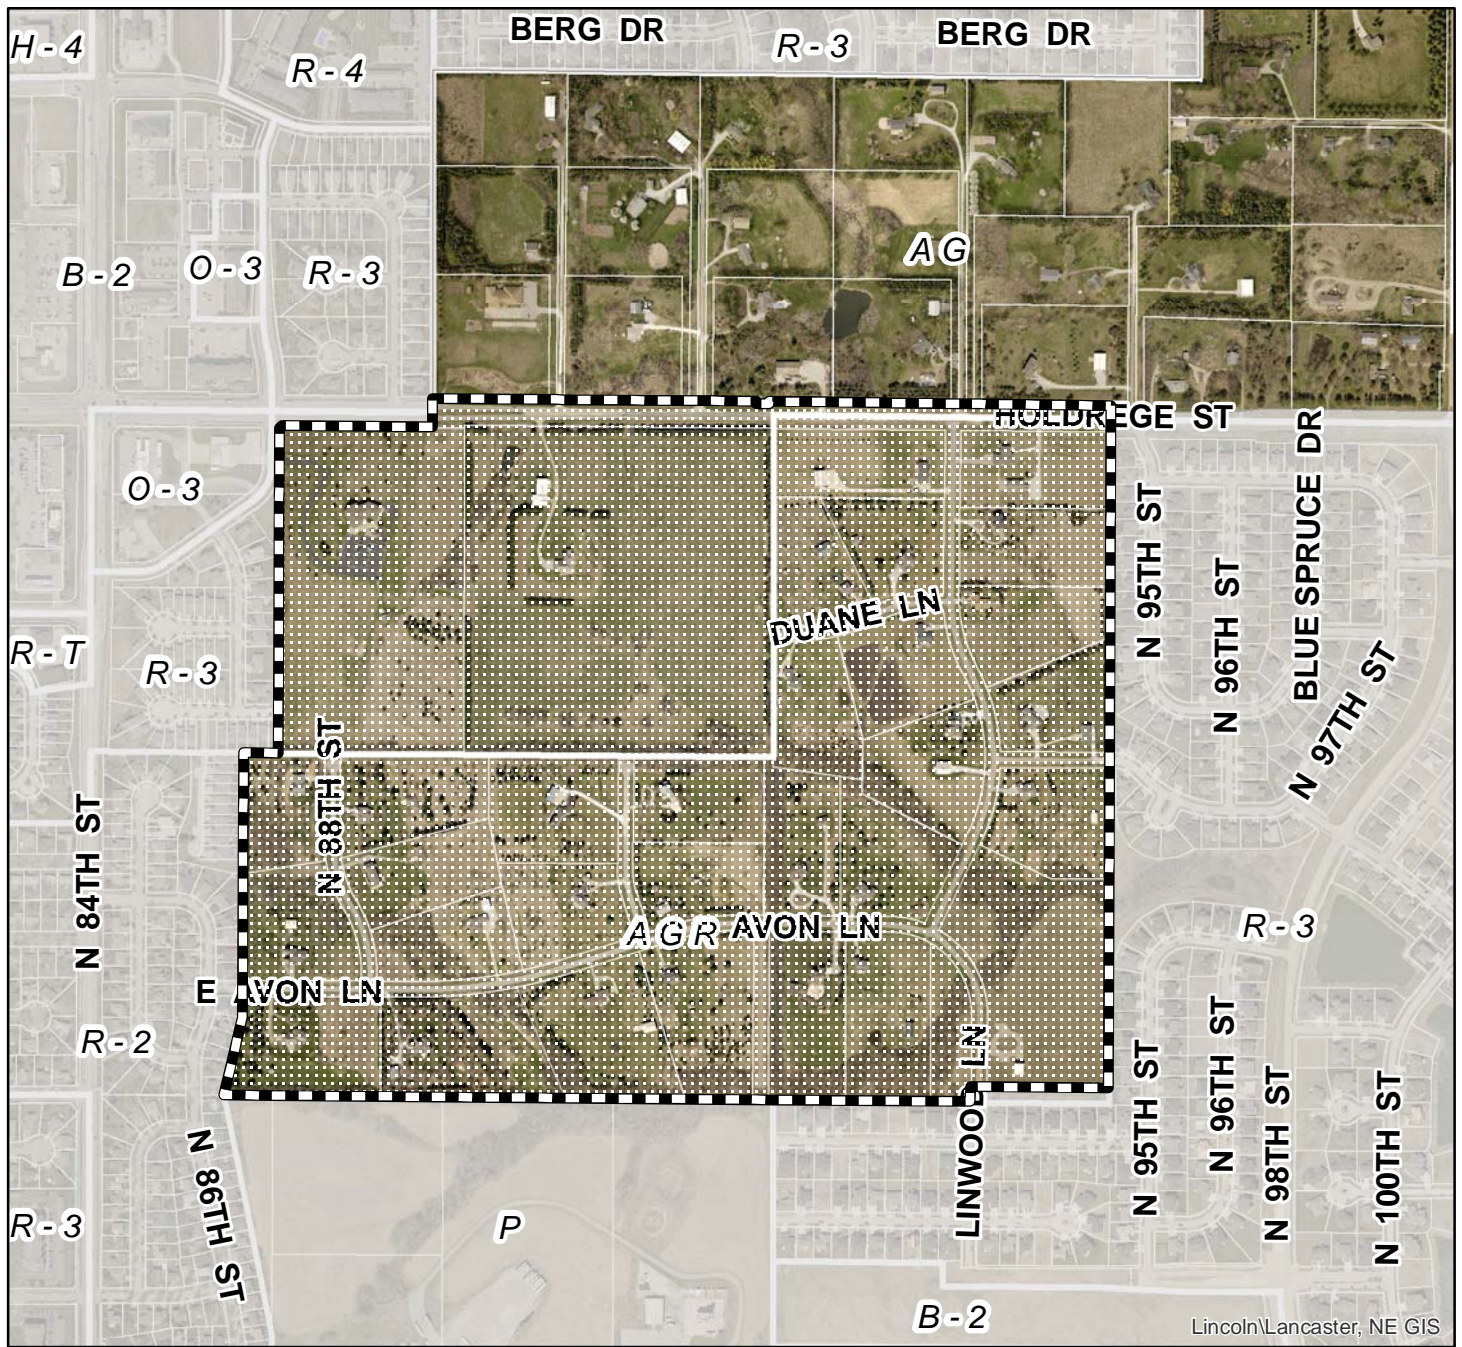 BERG DR
R-3
BERG DR
H-4
R-4
AG
B-2
O-3
R-3
HOLDREGE ST
O-3
N 95TH ST
N 96TH ST
BLUE SPRUCE DR
N 97TH ST
DUANE LN
R-T
R-3
N 88TH ST
N 84TH ST
AGR
AVON LN
R-3
E AVON LN
R-2
LINWOOD LN
N 95TH ST
N 96TH ST
N 98TH ST
N 100TH ST
N 86TH ST
R-3
P
B-2
Lincoln\Lancaster, NE GIS